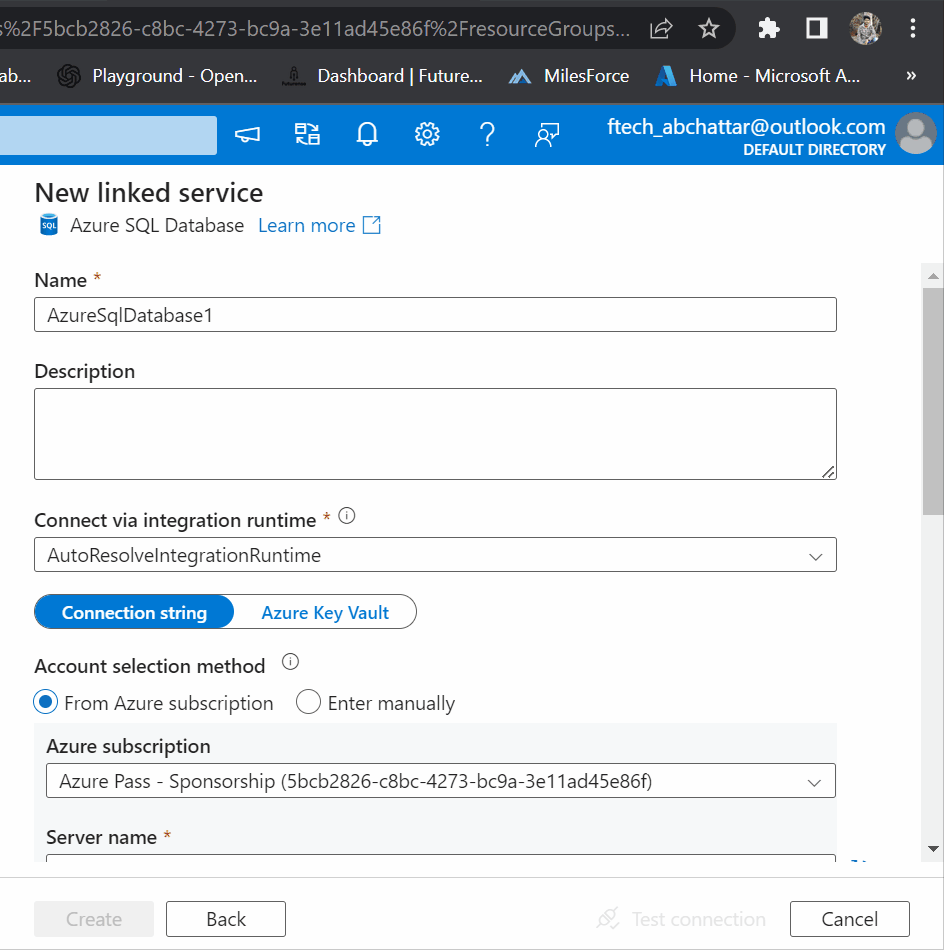 s%2F5bcb2826-c8bc-4273-bc9a-3e11ad45e86f%2FresourceGroups...
ab... Playground - Open... Dashboard | Future... MilesForce Home - Microsoft A... »
ftech_abchattar@outlook.com
DEFAULT DIRECTORY
New linked service
SQL Azure SQL Database Learn more
Name *
AzureSqlDatabase1
Description
Connect via integration runtime *
AutoResolveIntegrationRuntime
Connection string Azure Key Vault
Account selection method
From Azure subscription Enter manually
Azure subscription
Azure Pass - Sponsorship (5bcb2826-c8bc-4273-bc9a-3e11ad45e86f)
Server name *
Create Back Test connection Cancel